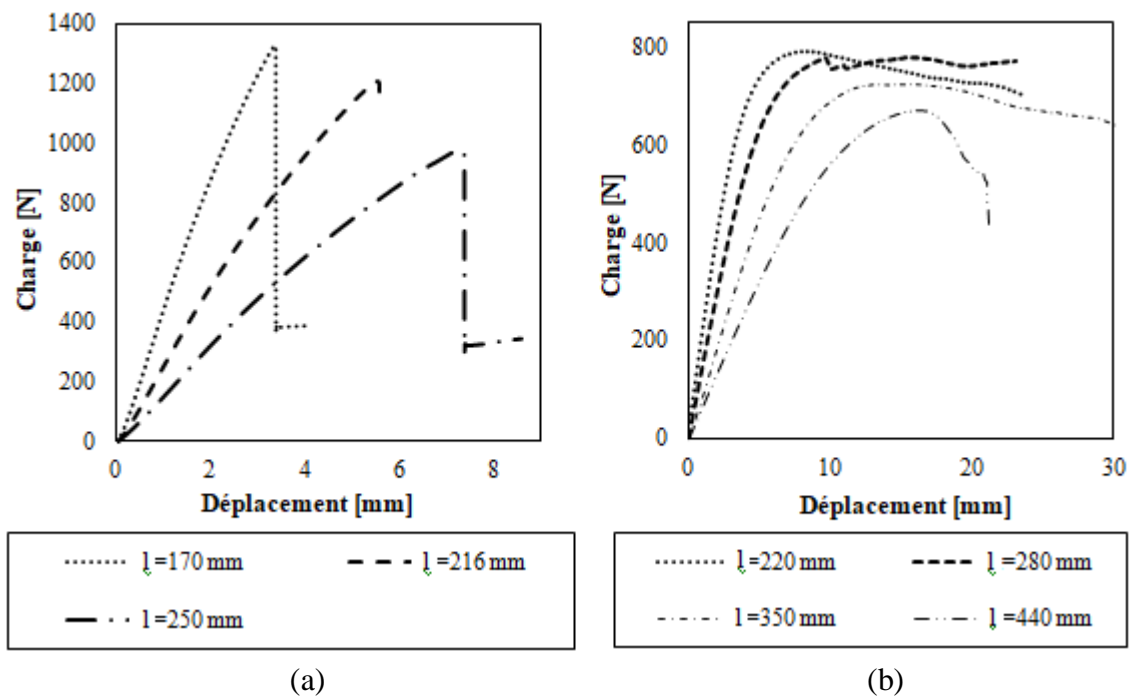 1400
1200
1000
800
600
400
200
0
Charge [N]
0 2 4 6 8
Déplacement [mm]
l =170 mm
l =216 mm
l =250 mm
(a)
800
600
400
200
0
Charge [N]
0 10 20 30
Déplacement [mm]
l =220 mm
l =280 mm
l =350 mm
l =440 mm
(b)